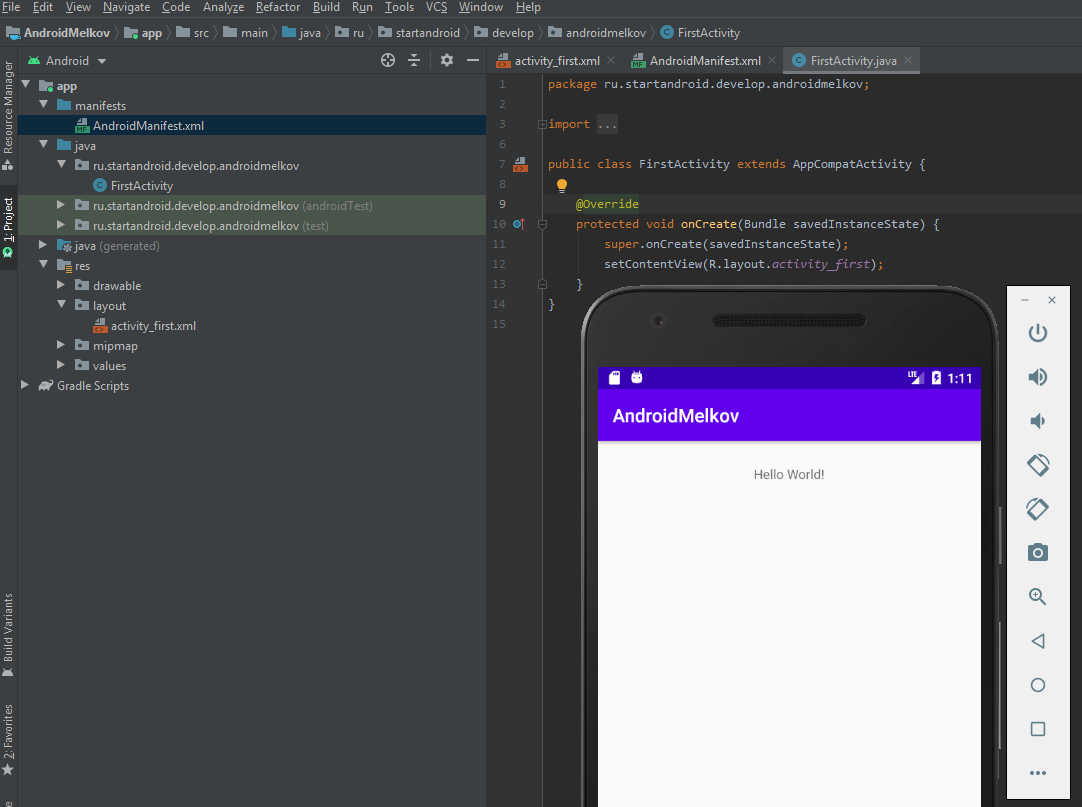 File Edit View Navigate Code Analyze Refactor Build Run Tools VCS Window Help
AndroidMelkov app src main java ru startandroid develop androidmelkov FirstActivity
Android
activity_first.xml AndroidManifest.xml FirstActivity.java
Resource Manager
1: Project
Build Variants
2: Favorites
app
manifests
AndroidManifest.xml
java
ru.startandroid.develop.androidmelkov
FirstActivity
ru.startandroid.develop.androidmelkov (androidTest)
ru.startandroid.develop.androidmelkov (test)
java (generated)
res
drawable
layout
activity_first.xml
mipmap
values
Gradle Scripts
1 package ru.startandroid.develop.androidmelkov;
2
3 import ...
6
7 public class FirstActivity extends AppCompatActivity {
8
9 @Override
10 protected void onCreate(Bundle savedInstanceState) {
11 super.onCreate(savedInstanceState);
12 setContentView(R.layout.activity_first);
13 }
14 }
15
LTE 1:11
AndroidMelkov
Hello World!